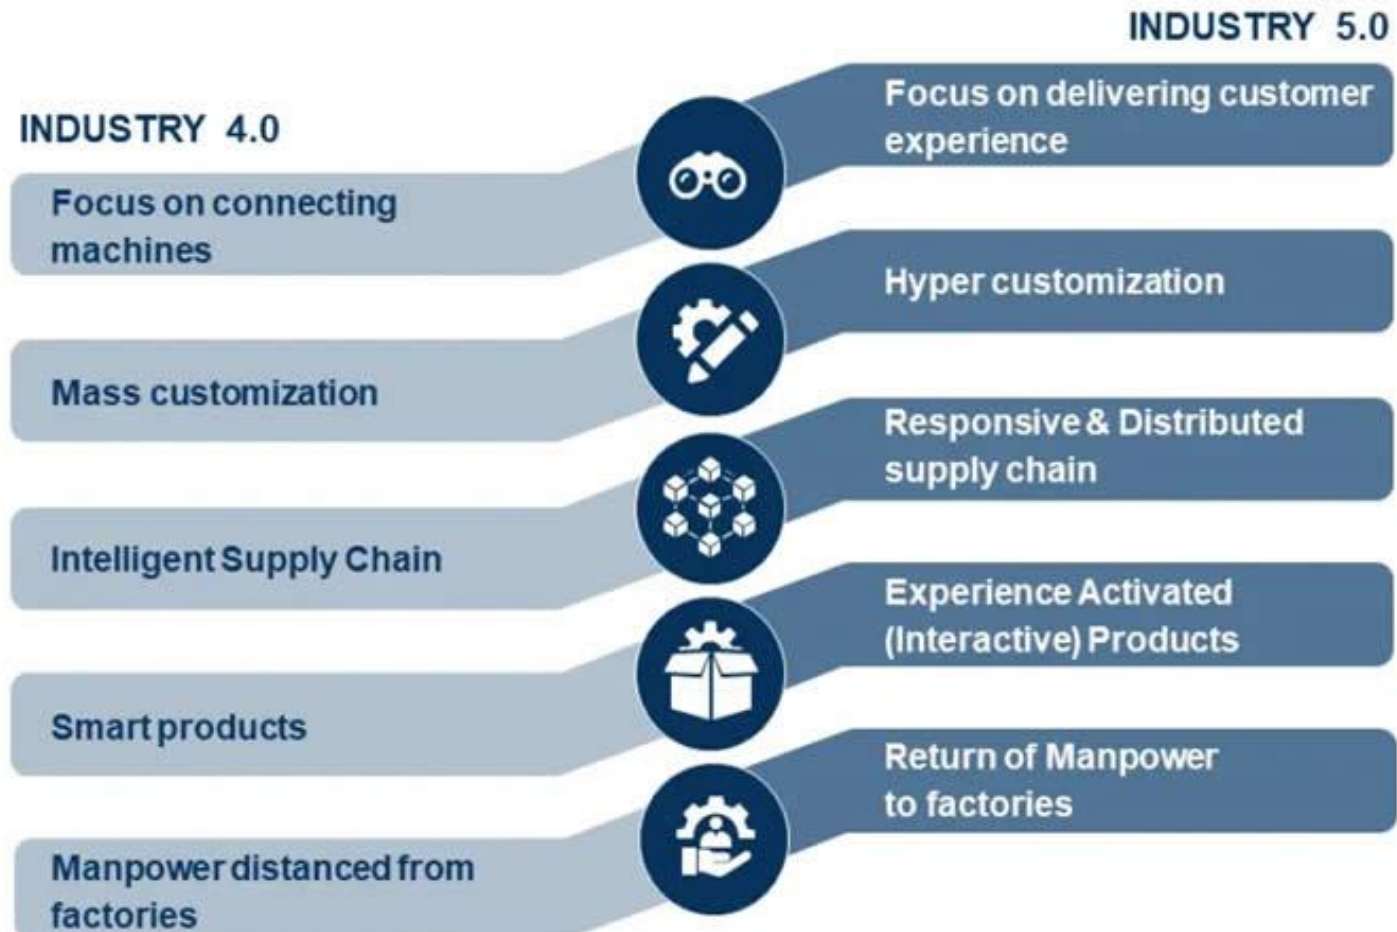 INDUSTRY 5.0
INDUSTRY 4.0
Focus on delivering customer
experience
Focus on connecting
machines
Hyper customization
Mass customization
Responsive & Distributed
supply chain
Intelligent Supply Chain
Experience Activated
(Interactive) Products
Smart products
Return of Manpower
to factories
Manpower distanced from
factories